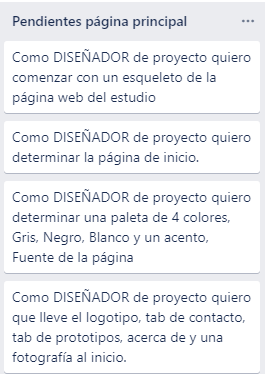 Pendientes página principal ...
Como DISEÑADOR de proyecto quiero
comenzar con un esqueleto de la
página web del estudio
Como DISEÑADOR de proyecto quiero
determinar la página de inicio.
Como DISEÑADOR de proyecto quiero
determinar una paleta de 4 colores,
Gris, Negro, Blanco y un acento,
Fuente de la página
Como DISEÑADOR de proyecto quiero
que lleve el logotipo, tab de contacto,
tab de prototipos, acerca de y una
fotografía al inicio.